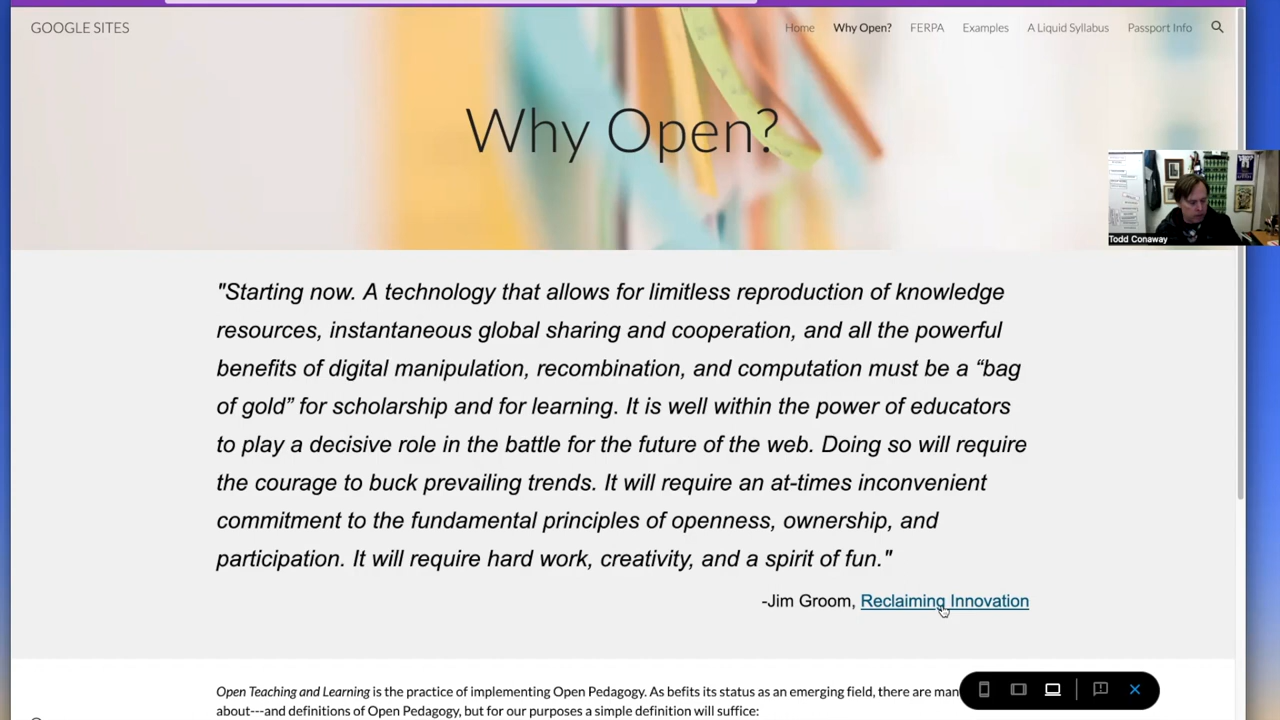 GOOGLE SITES
Home Why Open? FERPA Examples A Liquid Syllabus Passport Info
Why Open?
Todd Conaway
"Starting now. A technology that allows for limitless reproduction of knowledge
resources, instantaneous global sharing and cooperation, and all the powerful
benefits of digital manipulation, recombination, and computation must be a “bag
of gold” for scholarship and for learning. It is well within the power of educators
to play a decisive role in the battle for the future of the web. Doing so will require
the courage to buck prevailing trends. It will require an at-times inconvenient
commitment to the fundamental principles of openness, ownership, and
participation. It will require hard work, creativity, and a spirit of fun."
-Jim Groom, Reclaiming Innovation
Open Teaching and Learning is the practice of implementing Open Pedagogy. As befits its status as an emerging field, there are man
about---and definitions of Open Pedagogy, but for our purposes a simple definition will suffice: